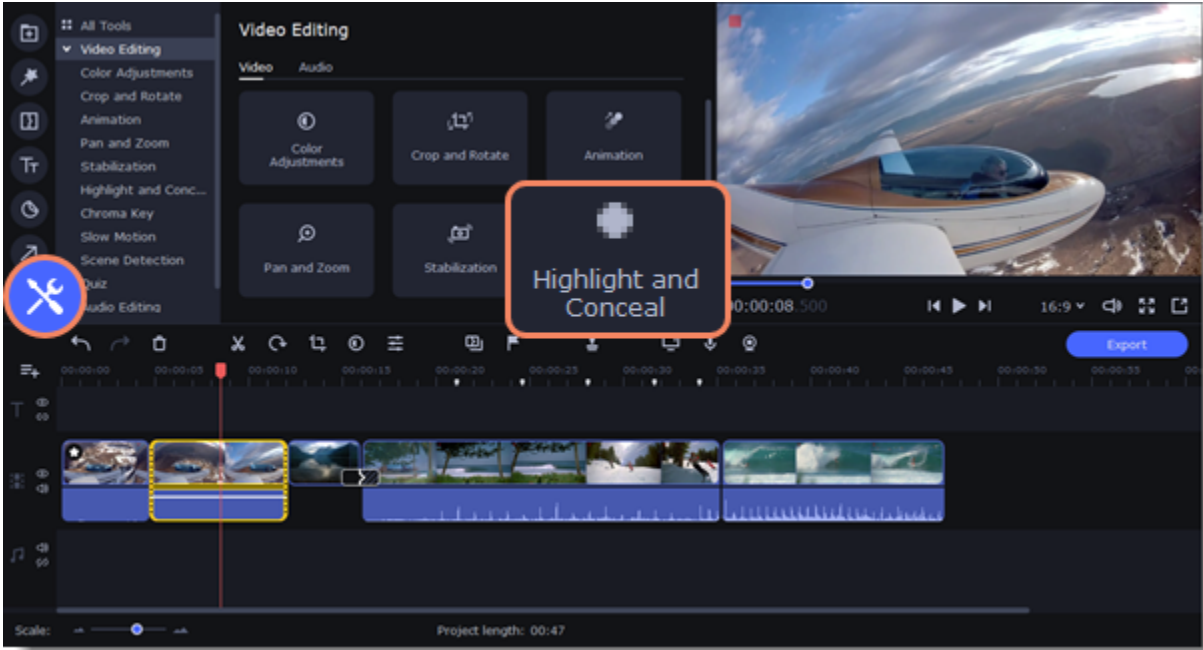 All Tools
Video Editing
Color Adjustments
Crop and Rotate
Animation
Pan and Zoom
Stabilization
Highlight and Conc...
Chroma Key
Slow Motion
Scene Detection
Quiz
Audio Editing
Video Editing
Video Audio
Color
Adjustments
Crop and Rotate
Animation
Pan and Zoom
Stabilization
Highlight and
Conceal
00:00:08.500
16:9
Export
00:00:00 00:00:05 00:00:10 00:00:15 00:00:20 00:00:25 00:00:30 00:00:35 00:00:40 00:00:45 00:00:50 00:00:55
Scale:
Project length: 00:47